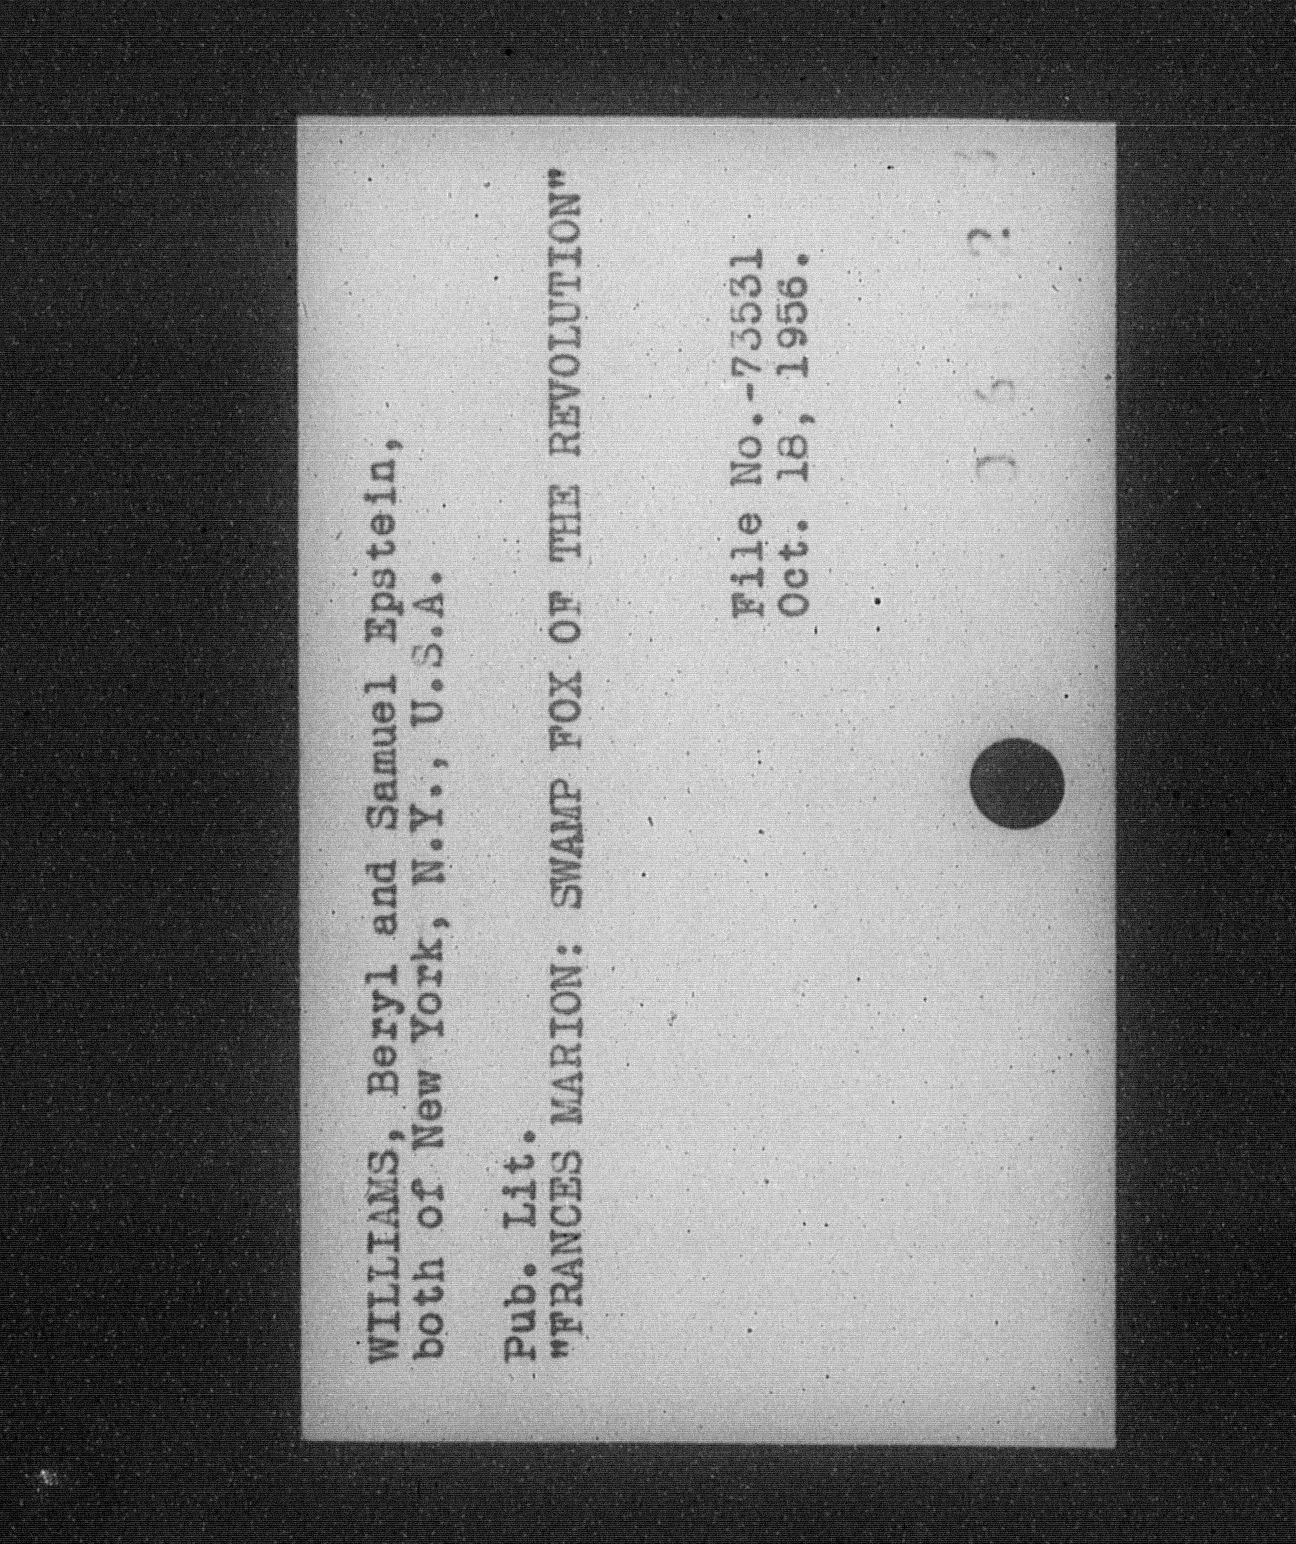 WILLIAMS, Beryl and Samuel Epstein,
both of New York, N.Y., U.S.A.
Pub. Lit.
"FRANCES MARION: SWAMP FOX OF THE REVOLUTION"
File No.-73531
Oct. 18, 1956.